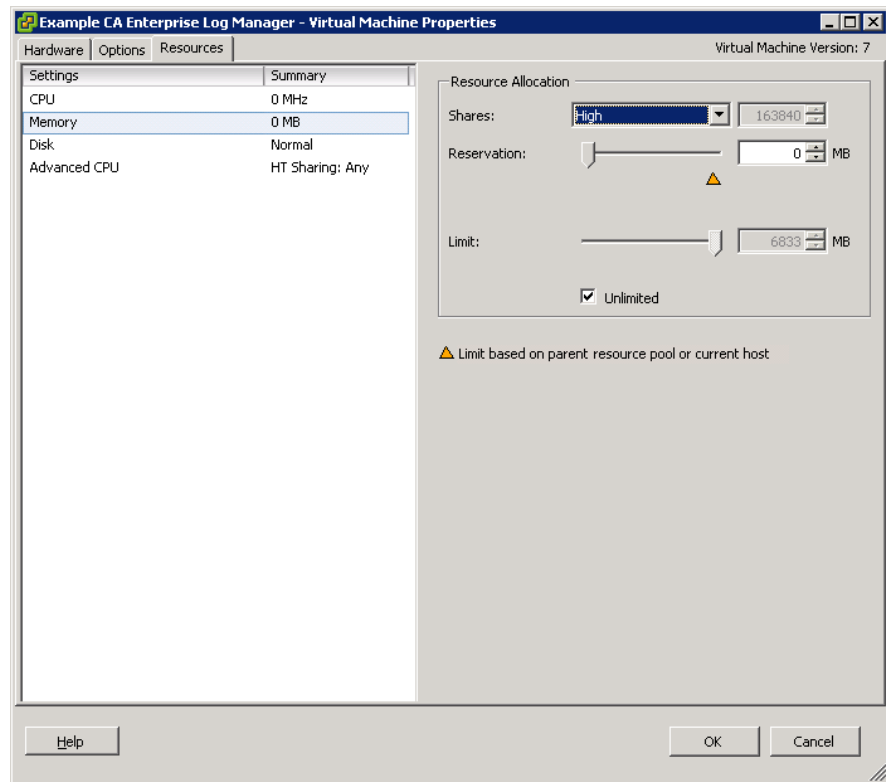 Example CA Enterprise Log Manager - Virtual Machine Properties
Hardware Options Resources Virtual Machine Version: 7
Settings Summary
CPU 0 MHz
Memory 0 MB
Disk Normal
Advanced CPU HT Sharing: Any
Resource Allocation
Shares: High 163840
Reservation: 0 MB
Limit: 6833 MB
Unlimited
Limit based on parent resource pool or current host
Help OK Cancel